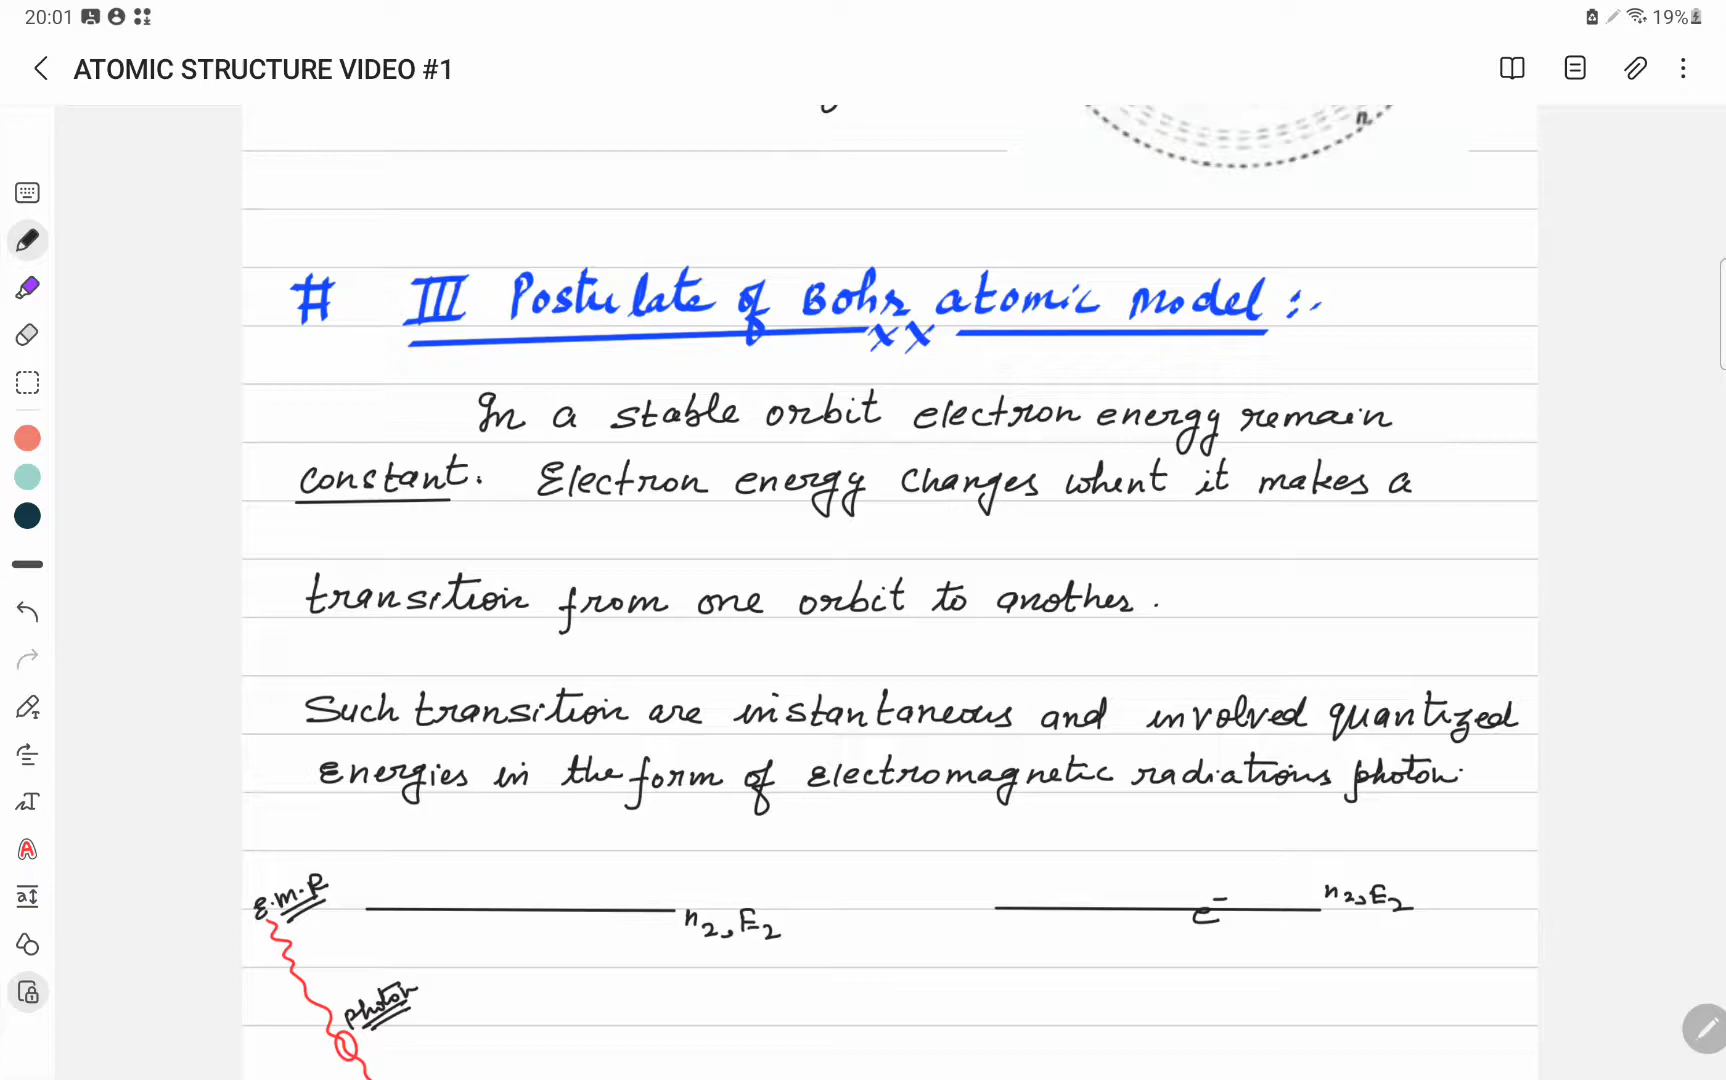 20:01
19%
ATOMIC STRUCTURE VIDEO #1
n
# III Postulate of Bohr atomic model :-
In a stable orbit electron energy remain
constant. Electron energy changes whent it makes a
transition from one orbit to another.
Such transition are instantaneous and involved quantized
Energies in the form of Electromagnetic radiations photon.
E.M.R
n2, E2
e-
n2, E2
photon